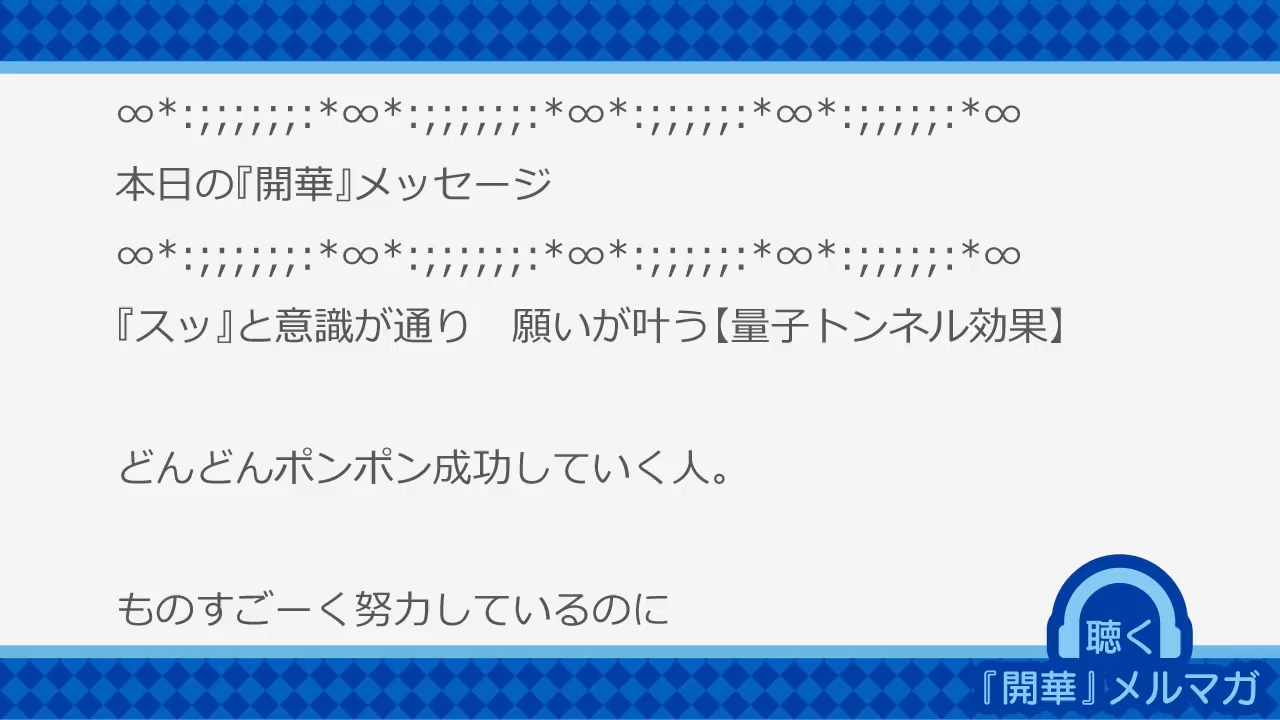 ∞*:;;;;;;:*∞*:;;;;;;:*∞*:;;;;;:*∞*:;;;;;:*∞
本日の『開華』メッセージ
∞*:;;;;;;:*∞*:;;;;;;:*∞*:;;;;;:*∞*:;;;;;:*∞
『スッ』と意識が通り　願いが叶う【量子トンネル効果】
どんどんポンポン成功していく人。
ものすごーく努力しているのに
聴く
『開華』メルマガ